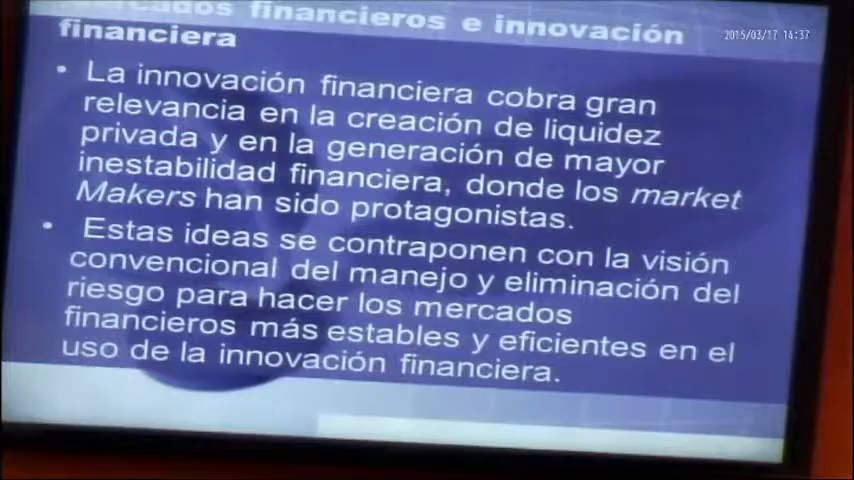 mercados financieros e innovación
financiera
2015/03/17 14:37
• La innovación financiera cobra gran
relevancia en la creación de liquidez
privada y en la generación de mayor
inestabilidad financiera, donde los market
Makers han sido protagonistas.
• Estas ideas se contraponen con la visión
convencional del manejo y eliminación del
riesgo para hacer los mercados
financieros más estables y eficientes en el
uso de la innovación financiera.